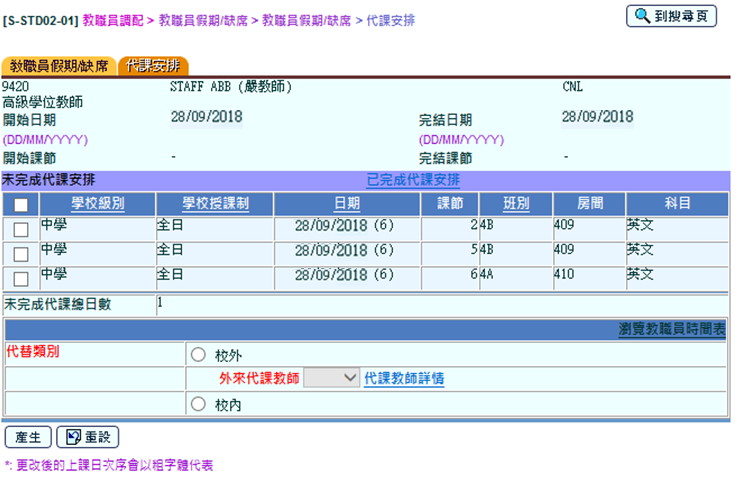 [S-STD02-01] 教職員調配 > 教職員假期/缺席 > 教職員假期/缺席 > 代課安排
到搜尋頁
教職員假期/缺席 代課安排
9420 STAFF ABB (嚴教師) CNL
高級學位教師
開始日期 28/09/2018 完結日期 28/09/2018
(DD/MM/YYYY) (DD/MM/YYYY)
開始課節 - 完結課節 -
未完成代課安排 已完成代課安排
學校級別 學校授課制 日期 課節 班別 房間 科目
中學 全日 28/09/2018 (6) 2 4B 409 英文
中學 全日 28/09/2018 (6) 5 4B 409 英文
中學 全日 28/09/2018 (6) 6 4A 410 英文
未完成代課總日數 1
瀏覽教職員時間表
代替類別 校外
外來代課教師 代課教師詳情
校內
產生 重設
*: 更改後的上課日次序會以粗字體代表